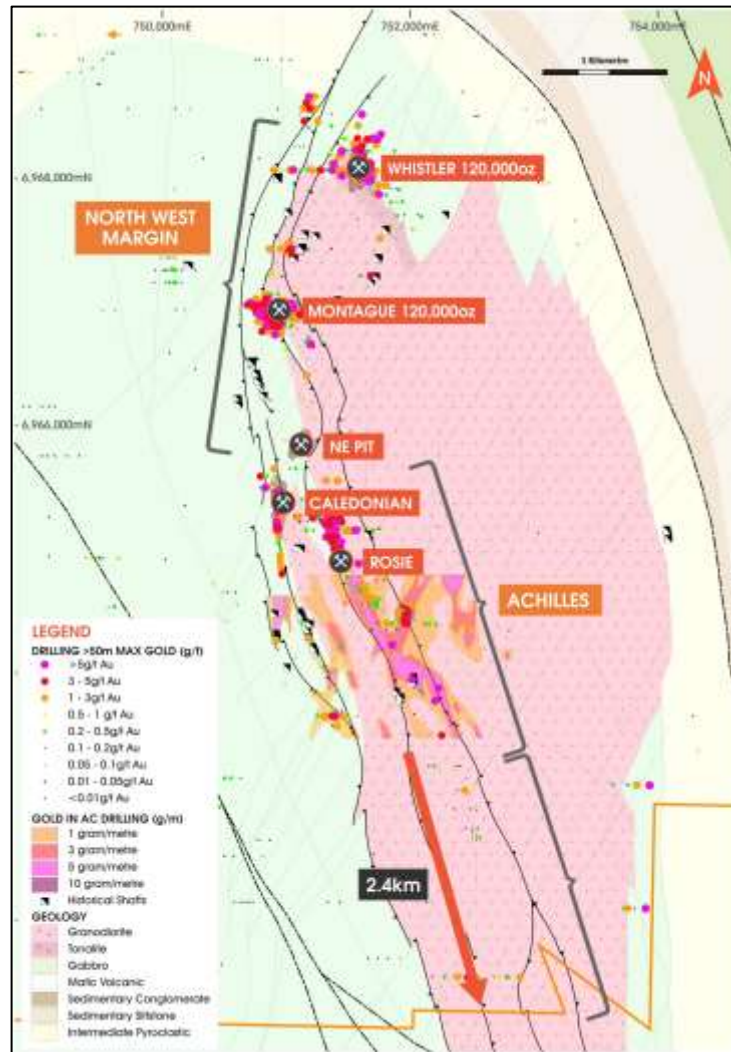 750,000mE
752,000mE
754,000mE
1 Kilometre
N
WHISTLER 120,000oz
6,968,000mN
NORTH WEST
MARGIN
MONTAGUE 120,000oz
6,966,000mN
NE PIT
CALEDONIAN
ROSIE
ACHILLES
2.4km
LEGEND
DRILLING >50m MAX GOLD (g/t)
>5g/t Au
3 - 5g/t Au
1 - 3g/t Au
0.5 - 1 g/t Au
0.2 - 0.5g/t Au
0.1 - 0.2g/t Au
0.05 - 0.1g/t Au
0.01 - 0.05g/t Au
<0.01g/t Au
GOLD IN AC DRILLING (g/m)
1 gram/metre
3 gram/metre
5 gram/metre
10 gram/metre
Historical Shafts
GEOLOGY
Granodiorite
Tonalite
Gabbro
Mafic Volcanic
Sedimentary Conglomerate
Sedimentary Siltstone
Intermediate Pyroclastic